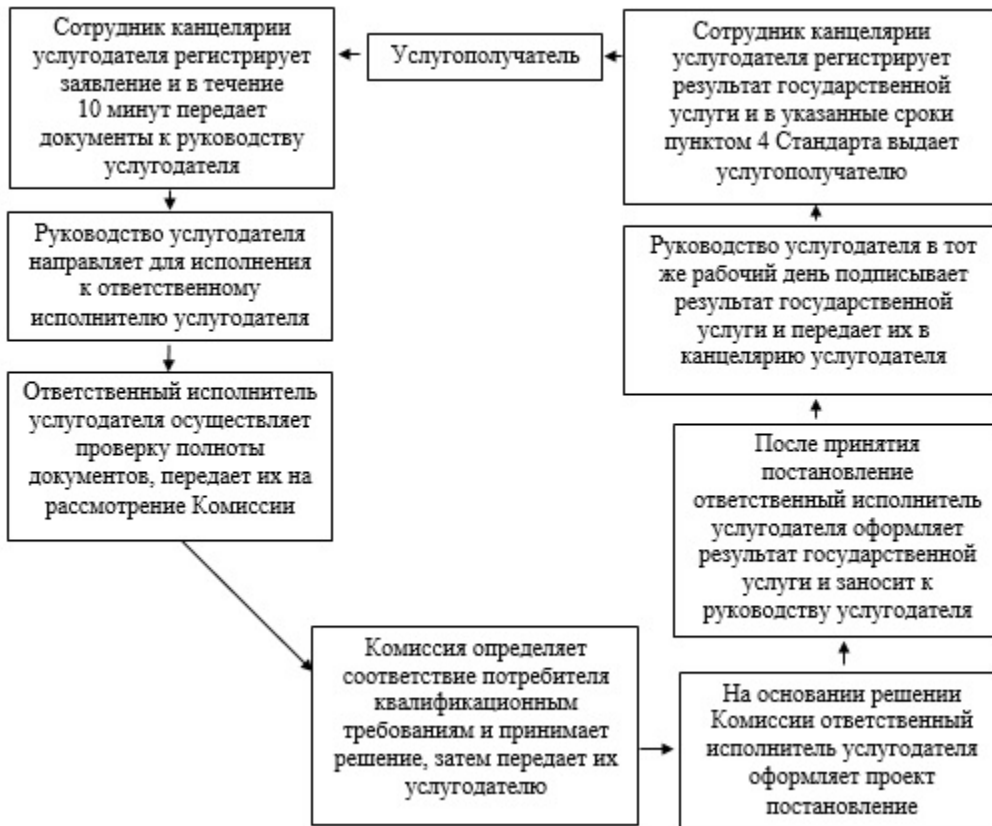 Сотрудник канцелярии
услугодателя регистрирует
заявление и в течение
10 минут передает
документы к руководству
услугодателя
Услугополучатель
Сотрудник канцелярии
услугодателя регистрирует
результат государственной
услуги и в указанные сроки
пунктом 4 Стандарта выдает
услугополучателю
Руководство услугодателя
направляет для исполнения
к ответственному
исполнителю услугодателя
Руководство услугодателя в тот
же рабочий день подписывает
результат государственной
услуги и передает их в
канцелярию услугодателя
Ответственный исполнитель
услугодателя осуществляет
проверку полноты
документов, передает их на
рассмотрение Комиссии
После принятия
постановление
ответственный исполнитель
услугодателя оформляет
результат государственной
услуги и заносит к
руководству услугодателя
Комиссия определяет
соответствие потребителя
квалификационным
требованиям и принимает
решение, затем передает их
услугодателю
На основании решении
Комиссии ответственный
исполнитель услугодателя
оформляет проект
постановление